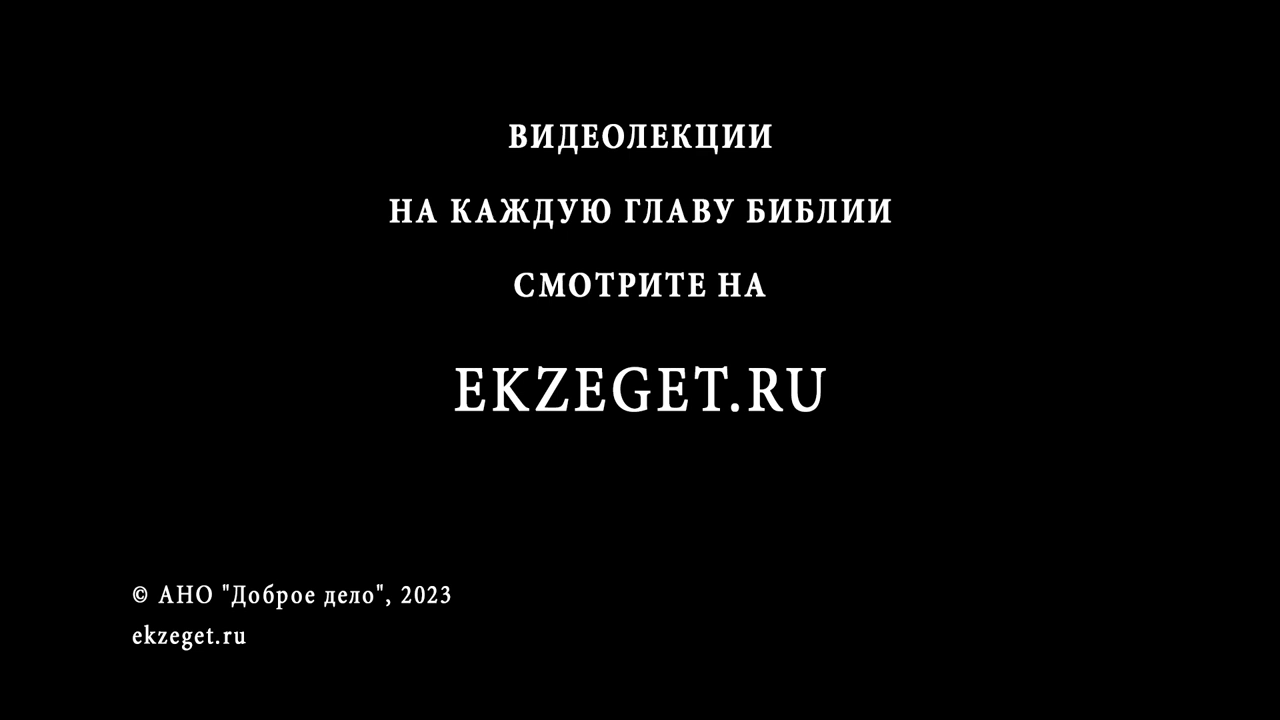 ВИДЕОЛЕКЦИИ
НА КАЖДУЮ ГЛАВУ БИБЛИИ
СМОТРИТЕ НА
EKZEGET.RU
© АНО "Доброе дело", 2023
ekzeget.ru